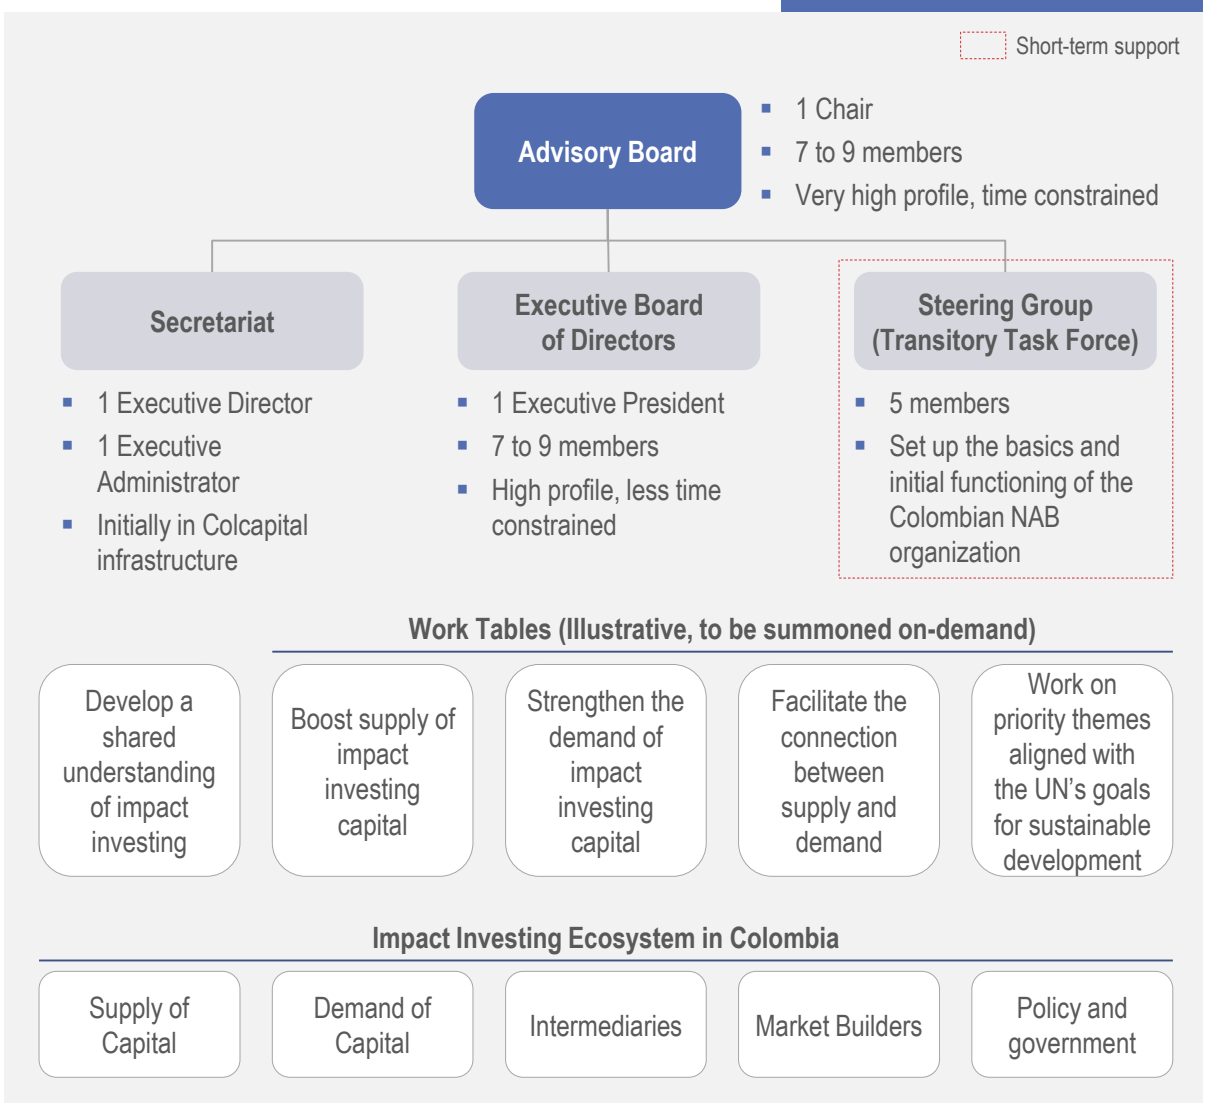 Short-term support
Advisory Board
▪ 1 Chair
▪ 7 to 9 members
▪ Very high profile, time constrained
Secretariat
▪ 1 Executive Director
▪ 1 Executive
Administrator
▪ Initially in Colcapital
infrastructure
Executive Board
of Directors
▪ 1 Executive President
▪ 7 to 9 members
▪ High profile, less time
constrained
Steering Group
(Transitory Task Force)
▪ 5 members
▪ Set up the basics and
initial functioning of the
Colombian NAB
organization
Work Tables (Illustrative, to be summoned on-demand)
Develop a
shared
understanding
of impact
investing
Boost supply of
impact
investing
capital
Strengthen the
demand of
impact
investing
capital
Facilitate the
connection
between
supply and
demand
Work on
priority themes
aligned with
the UN's goals
for sustainable
development
Impact Investing Ecosystem in Colombia
Supply of
Capital
Demand of
Capital
Intermediaries
Market Builders
Policy and
government